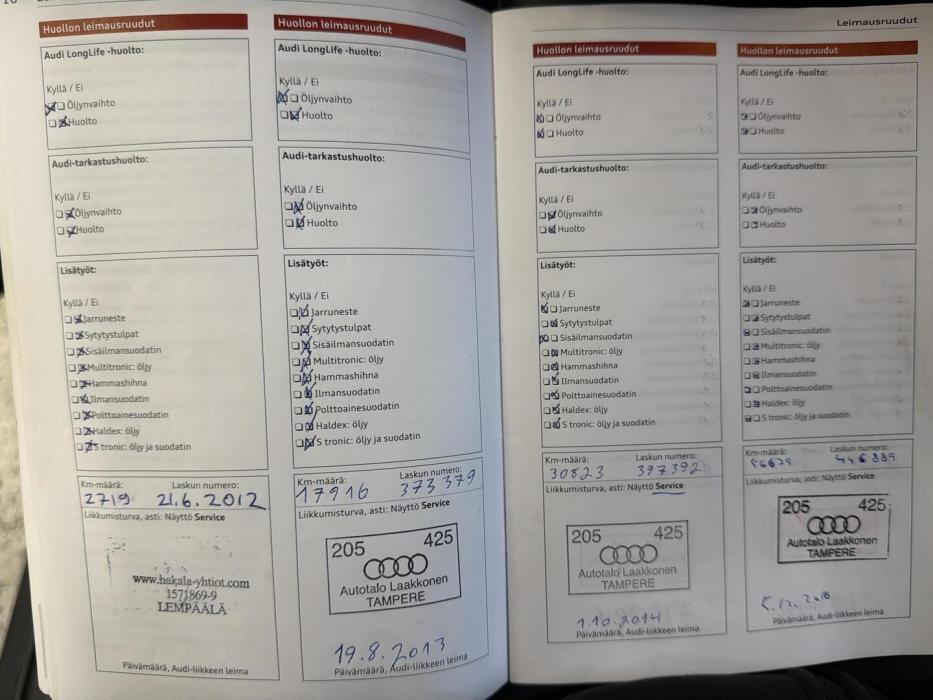 Leimausruudut
Huollon leimausruudut
Audi LongLife -huolto:
Kyllä / Ei
Öljynvaihto
Huolto
Audi-tarkastushuolto:
Kyllä / Ei
Öljynvaihto
Huolto
Lisätyöt:
Kyllä / Ei
Jarruneste
Sytytystulpat
Sisäilmansuodatin
Multitronic: öljy
Hammashihna
Ilmansuodatin
Polttoainesuodatin
Haldex: öljy
S tronic: öljy ja suodatin
Km-määrä: Laskun numero:
2719 21.6.2012
Liikkumisturva, asti: Näyttö Service
www.hakala-yhtiot.com
1571869-9
LEMPÄÄLÄ
Päivämäärä, Audi-liikkeen leima
Huollon leimausruudut
Audi LongLife -huolto:
Kyllä / Ei
Öljynvaihto
Huolto
Audi-tarkastushuolto:
Kyllä / Ei
Öljynvaihto
Huolto
Lisätyöt:
Kyllä / Ei
Jarruneste
Sytytystulpat
Sisäilmansuodatin
Multitronic: öljy
Hammashihna
Ilmansuodatin
Polttoainesuodatin
Haldex: öljy
S tronic: öljy ja suodatin
Km-määrä: Laskun numero:
17916 373379
Liikkumisturva, asti: Näyttö Service
205 425
Autotalo Laakkonen
TAMPERE
19.8.2013
Päivämäärä, Audi-liikkeen leima
Huollon leimausruudut
Audi LongLife -huolto:
Kyllä / Ei
Öljynvaihto
Huolto
Audi-tarkastushuolto:
Kyllä / Ei
Öljynvaihto
Huolto
Lisätyöt:
Kyllä / Ei
Jarruneste
Sytytystulpat
Sisäilmansuodatin
Multitronic: öljy
Hammashihna
Ilmansuodatin
Polttoainesuodatin
Haldex: öljy
S tronic: öljy ja suodatin
Km-määrä: Laskun numero:
30823 397392
Liikkumisturva, asti: Näyttö Service
205 425
Autotalo Laakkonen
TAMPERE
1.10.2014
Päivämäärä, Audi-liikkeen leima
Huollon leimausruudut
Audi LongLife -huolto:
Kyllä / Ei
Öljynvaihto
Huolto
Audi-tarkastushuolto:
Kyllä / Ei
Öljynvaihto
Huolto
Lisätyöt:
Kyllä / Ei
Jarruneste
Sytytystulpat
Sisäilmansuodatin
Multitronic: öljy
Hammashihna
Ilmansuodatin
Polttoainesuodatin
Haldex: öljy
S tronic: öljy ja suodatin
Km-määrä: Laskun numero:
Liikkumisturva, asti: Näyttö Service
205 425
Autotalo Laakkonen
TAMPERE
Päivämäärä, Audi-liikkeen leima